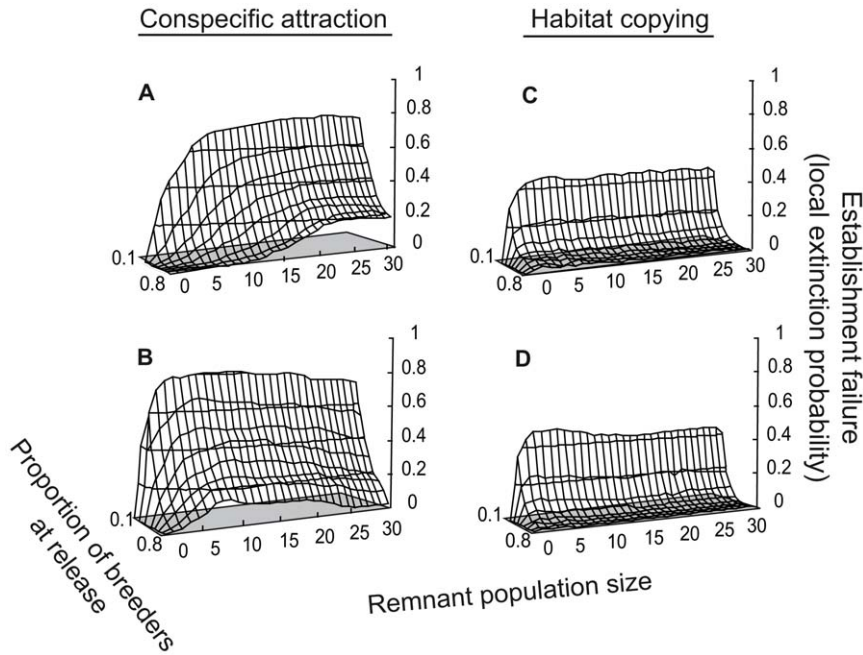 Conspecific attraction
Habitat copying
A
1
0.8
0.6
0.4
0.2
0
0.1
0.8
0 5 10 15 20 25 30
C
1
0.8
0.6
0.4
0.2
0
0.1
0.8
0 5 10 15 20 25 30
B
1
0.8
0.6
0.4
0.2
0
0.1
0.8
0 5 10 15 20 25 30
D
1
0.8
0.6
0.4
0.2
0
0.1
0.8
0 5 10 15 20 25 30
Establishment failure
(local extinction probability)
Proportion of breeders
at release
Remnant population size